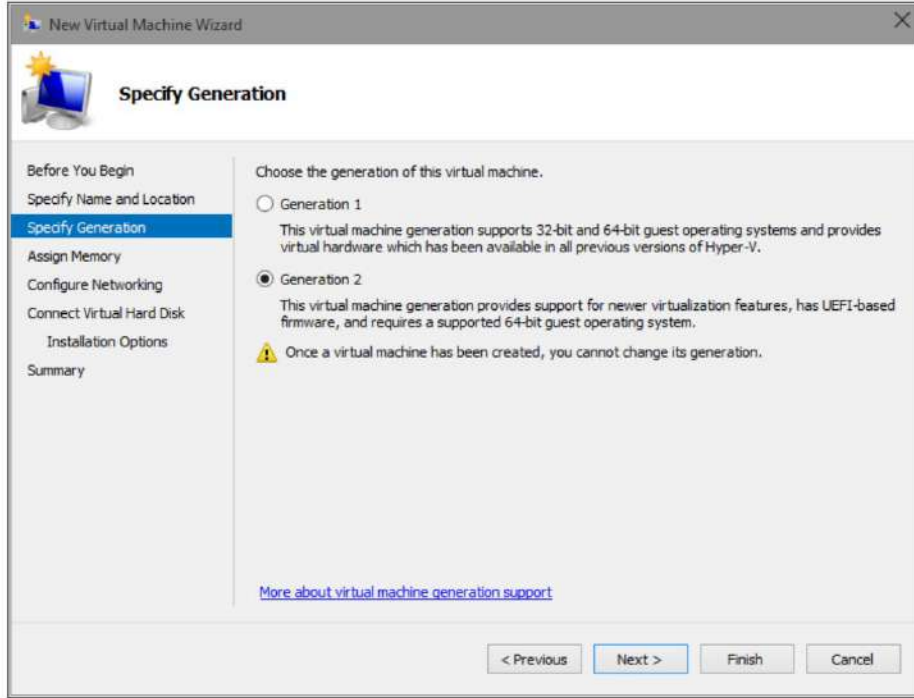 New Virtual Machine Wizard
Specify Generation
Before You Begin
Specify Name and Location
Specify Generation
Assign Memory
Configure Networking
Connect Virtual Hard Disk
Installation Options
Summary
Choose the generation of this virtual machine.
Generation 1
This virtual machine generation supports 32-bit and 64-bit guest operating systems and provides
virtual hardware which has been available in all previous versions of Hyper-V.
Generation 2
This virtual machine generation provides support for newer virtualization features, has UEFI-based
firmware, and requires a supported 64-bit guest operating system.
Once a virtual machine has been created, you cannot change its generation.
More about virtual machine generation support
< Previous
Next >
Finish
Cancel